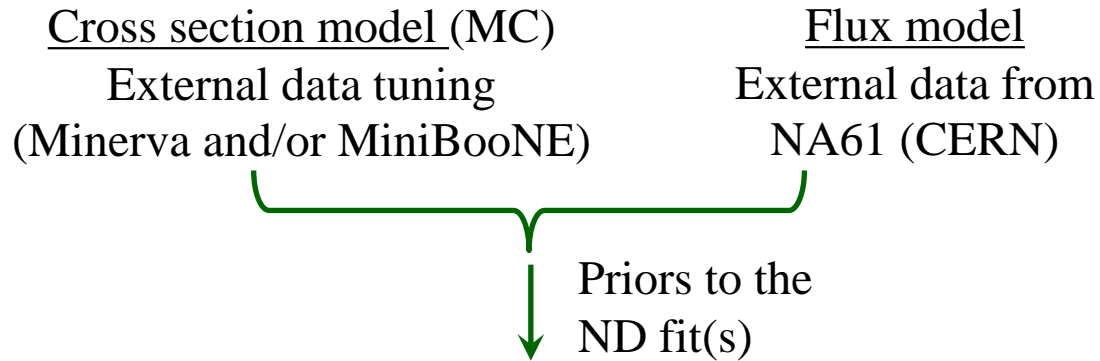 Cross section model (MC)
External data tuning
(Minerva and/or MiniBooNE)
Flux model
External data from
NA61 (CERN)
Priors to the
ND fit(s)